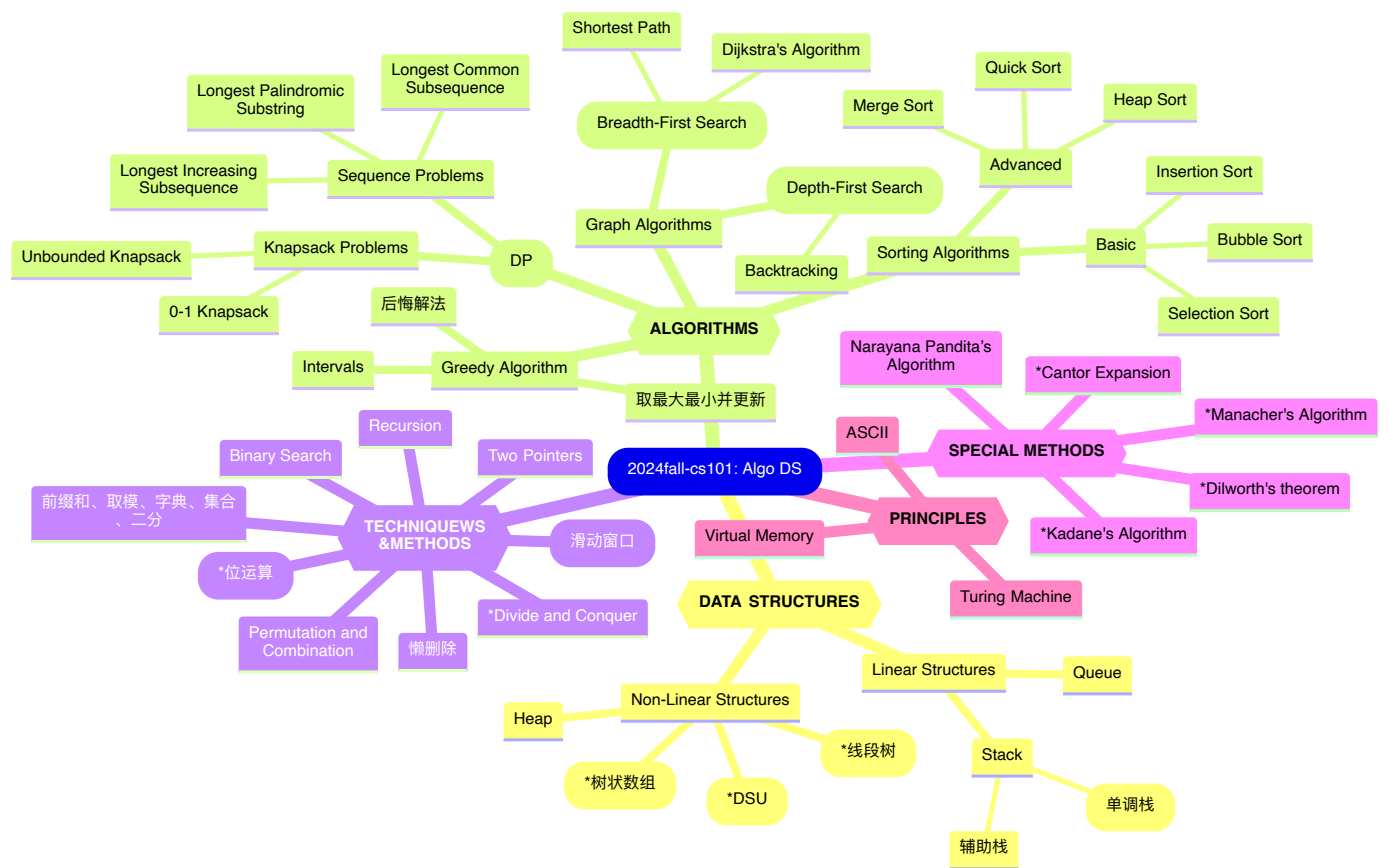 Shortest Path
Dijkstra's Algorithm
Longest Common
Subsequence
Quick Sort
Longest Palindromic
Substring
Merge Sort
Heap Sort
Breadth-First Search
Longest Increasing
Subsequence
Sequence Problems
Advanced
Insertion Sort
Depth-First Search
Graph Algorithms
Unbounded Knapsack
Knapsack Problems
DP
Sorting Algorithms
Basic
Bubble Sort
Backtracking
0-1 Knapsack
后悔解法
Selection Sort
ALGORITHMS
Intervals
Greedy Algorithm
Narayana Pandita’s
Algorithm
*Cantor Expansion
取最大最小并更新
*Manacher's Algorithm
Recursion
ASCII
SPECIAL METHODS
Binary Search
Two Pointers
2024fall-cs101: Algo DS
*Dilworth's theorem
前缀和、取模、字典、集合
、二分
TECHNIQUEWS
&METHODS
滑动窗口
Virtual Memory
PRINCIPLES
*Kadane's Algorithm
*位运算
Turing Machine
DATA STRUCTURES
*Divide and Conquer
Permutation and
Combination
懒删除
Linear Structures
Queue
Non-Linear Structures
Heap
*线段树
Stack
*树状数组
*DSU
单调栈
辅助栈